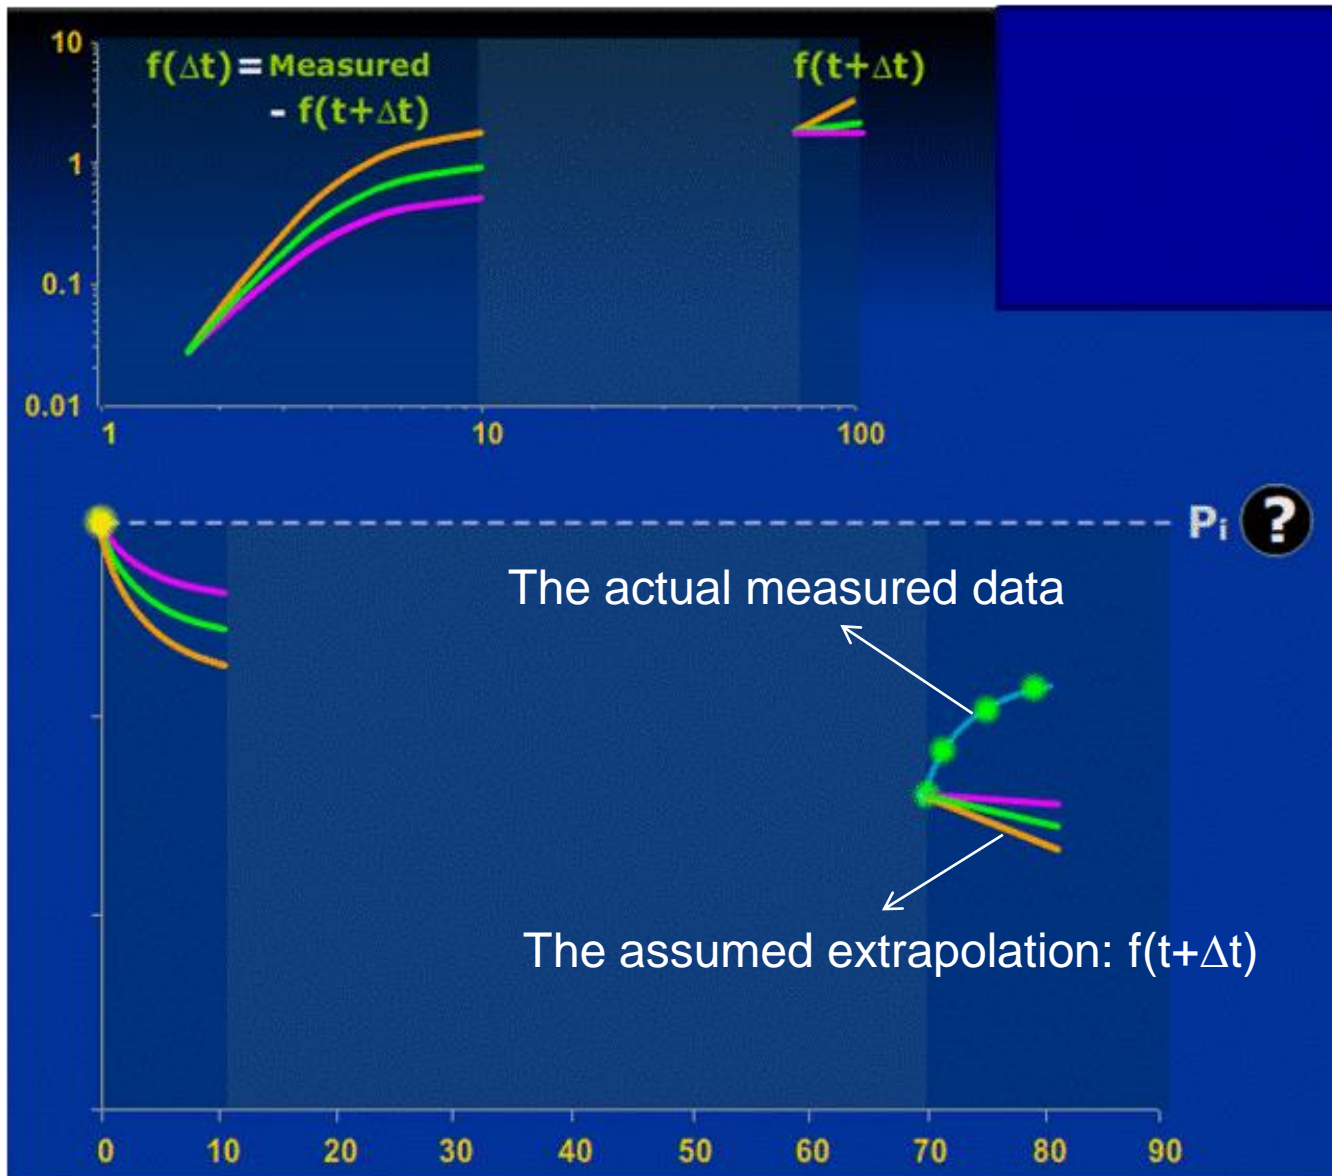 10
f(Δt) = Measured
- f(t+Δt)
f(t+Δt)
1
0.1
0.01
1 10 100
Pi ?
The actual measured data
The assumed extrapolation: f(t+Δt)
0 10 20 30 40 50 60 70 80 90